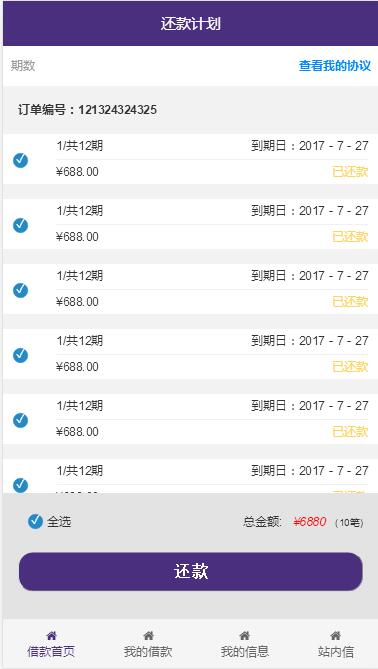 还款计划
期数 查看我的协议
订单编号：121324324325
1/共12期 到期日：2017 - 7 - 27
¥688.00 已还款
1/共12期 到期日：2017 - 7 - 27
¥688.00 已还款
1/共12期 到期日：2017 - 7 - 27
¥688.00 已还款
1/共12期 到期日：2017 - 7 - 27
¥688.00 已还款
1/共12期 到期日：2017 - 7 - 27
¥688.00 已还款
1/共12期 到期日：2017 - 7 - 27
全选 总金额: ¥6880 (10笔)
还款
借款首页 我的借款 我的信息 站内信